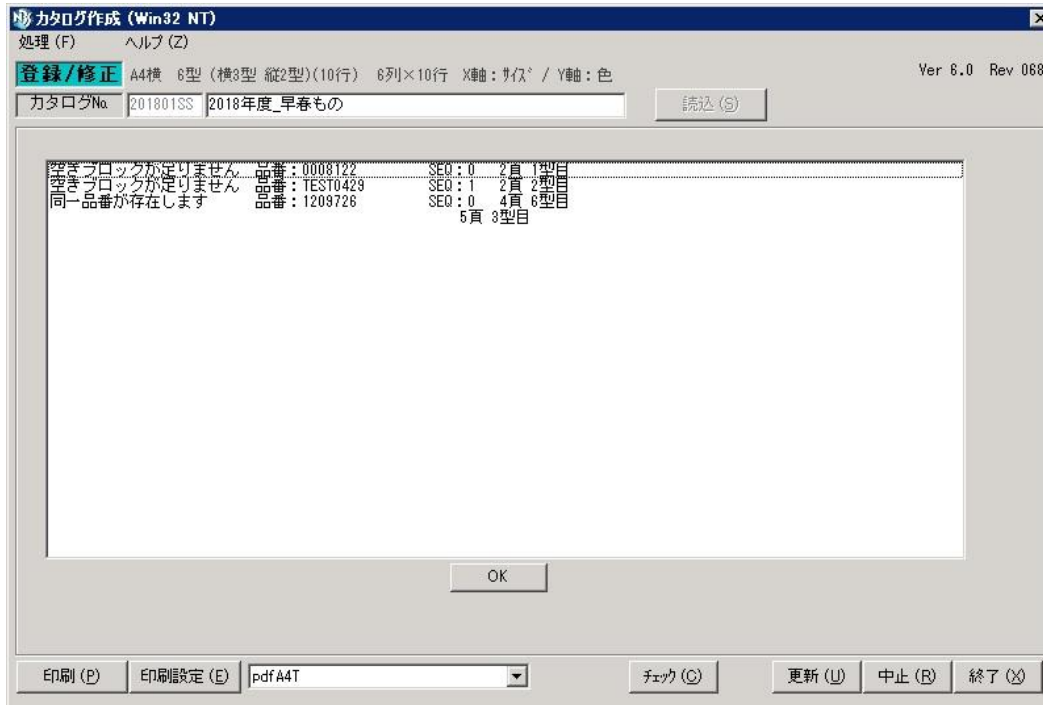 カタログ作成 (Win32 NT)
処理(F) ヘルプ(Z)
登録/修正 A4横 6型 (横3型 縦2型)(10行) 6列×10行 X軸:ｻｲｽﾞ / Y軸:色 Ver 6.0 Rev 068
カタログNo. 201801SS 2018年度_早春もの 読込(S)
空きブロックが足りません 品番:0008122 SEQ:0 2頁 1型目
空きブロックが足りません 品番:TEST0429 SEQ:1 2頁 2型目
同一品番が存在します 品番:1209726 SEQ:0 4頁 6型目
5頁 3型目
OK
印刷(P) 印刷設定(E) pdfA4T ﾁｪｯｸ(C) 更新(U) 中止(R) 終了(X)